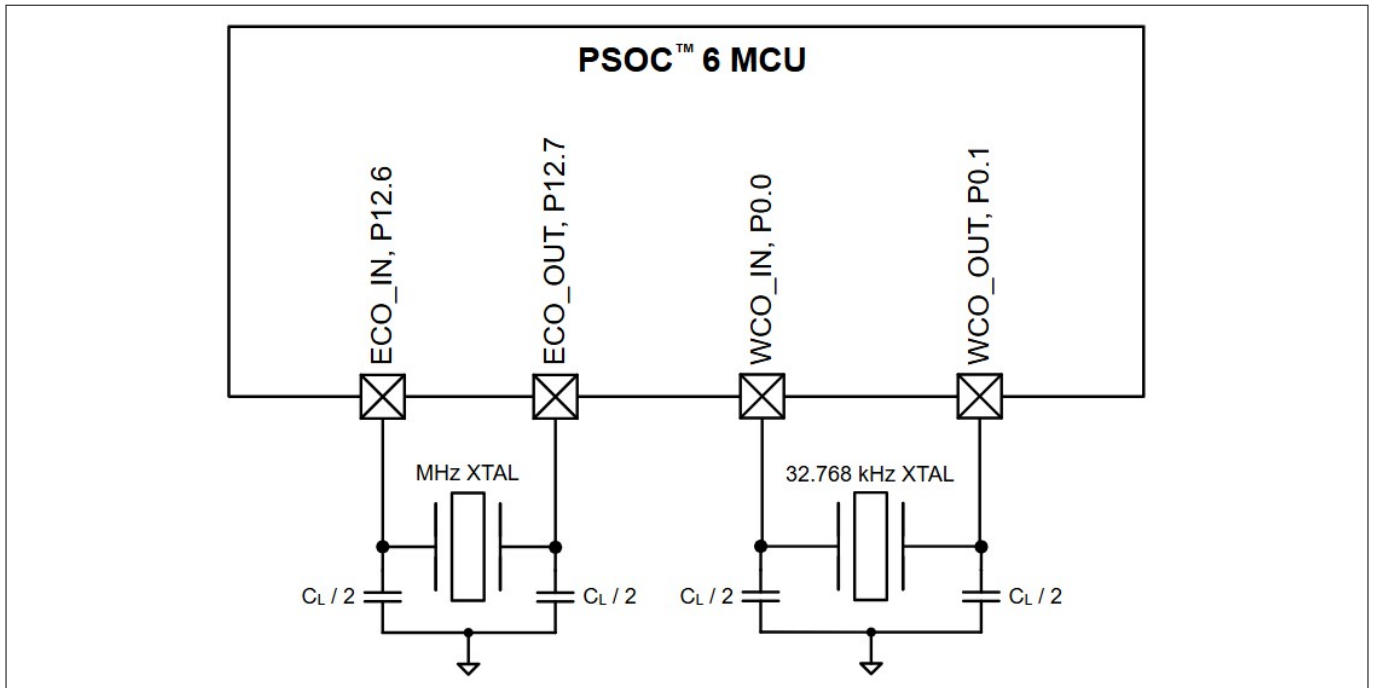 PSOC™ 6 MCU
ECO_IN, P12.6
ECO_OUT, P12.7
WCO_IN, P0.0
WCO_OUT, P0.1
MHz XTAL
32.768 kHz XTAL
CL / 2
CL / 2
CL / 2
CL / 2